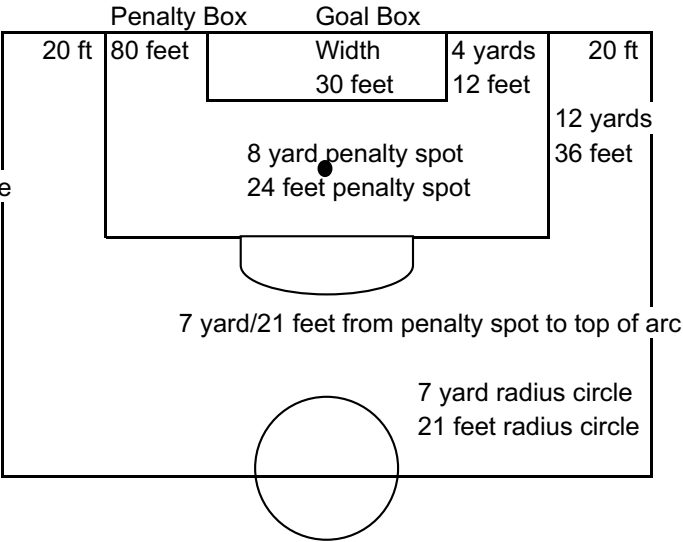 Penalty Box Goal Box
20 ft 80 feet Width 4 yards 20 ft
30 feet 12 feet
12 yards
8 yard penalty spot 36 feet
e 24 feet penalty spot
7 yard/21 feet from penalty spot to top of arc
7 yard radius circle
21 feet radius circle